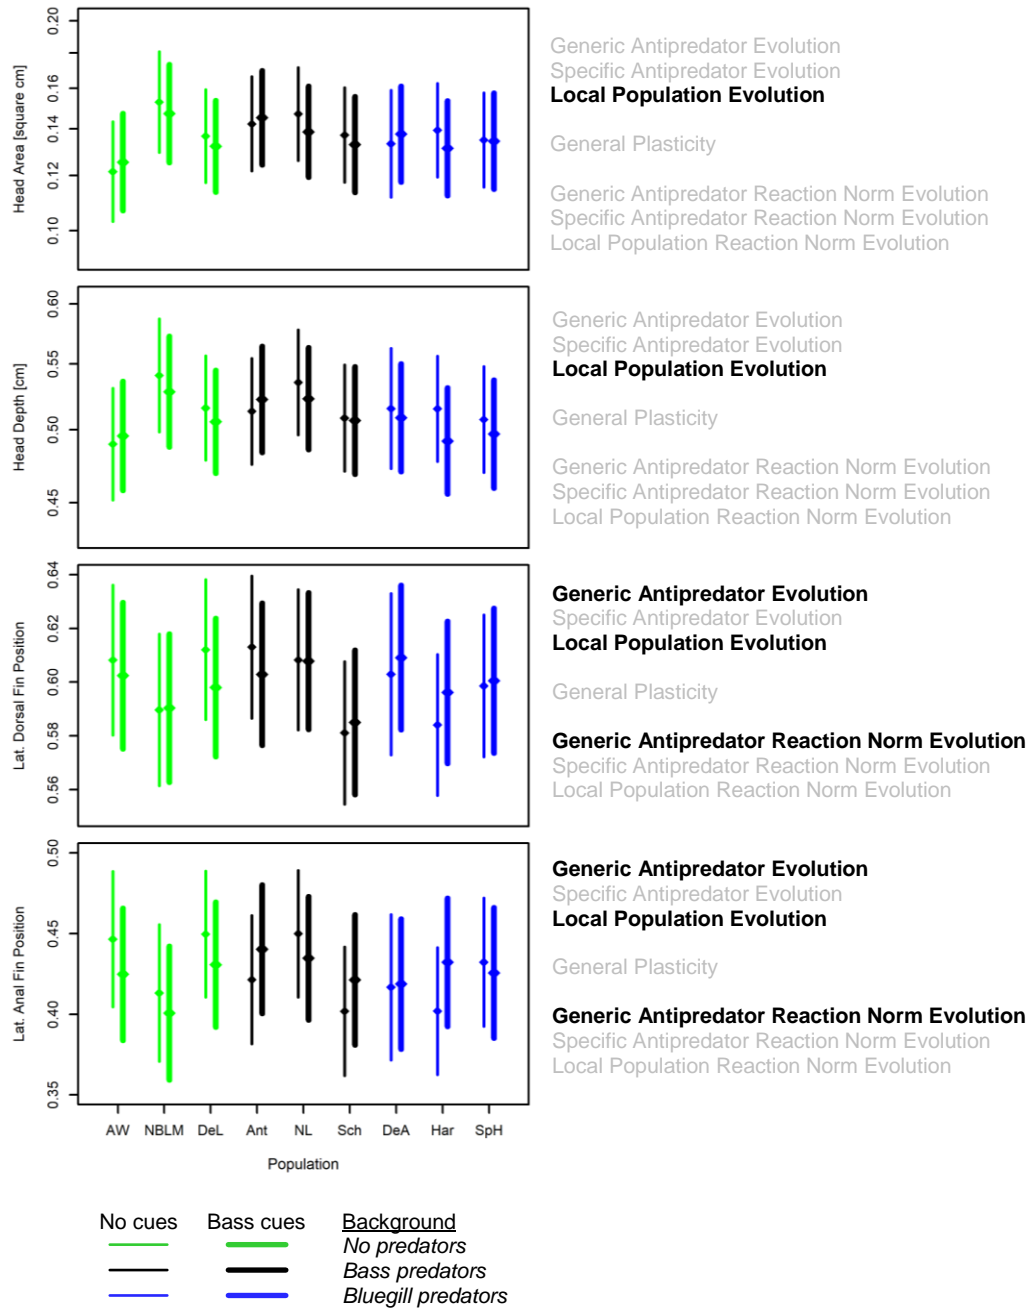 Head Area [square cm]
0.20
0.16
0.14
0.12
0.10
Generic Antipredator Evolution
Specific Antipredator Evolution
Local Population Evolution
General Plasticity
Generic Antipredator Reaction Norm Evolution
Specific Antipredator Reaction Norm Evolution
Local Population Reaction Norm Evolution
Head Depth [cm]
0.60
0.55
0.50
0.45
Generic Antipredator Evolution
Specific Antipredator Evolution
Local Population Evolution
General Plasticity
Generic Antipredator Reaction Norm Evolution
Specific Antipredator Reaction Norm Evolution
Local Population Reaction Norm Evolution
Lat. Dorsal Fin Position
0.64
0.62
0.60
0.58
0.56
Generic Antipredator Evolution
Specific Antipredator Evolution
Local Population Evolution
General Plasticity
Generic Antipredator Reaction Norm Evolution
Specific Antipredator Reaction Norm Evolution
Local Population Reaction Norm Evolution
Lat. Anal Fin Position
0.50
0.45
0.40
0.35
Generic Antipredator Evolution
Specific Antipredator Evolution
Local Population Evolution
General Plasticity
Generic Antipredator Reaction Norm Evolution
Specific Antipredator Reaction Norm Evolution
Local Population Reaction Norm Evolution
AW NBLM DeL Ant NL Sch DeA Har SpH
Population
No cues Bass cues Background
No predators
Bass predators
Bluegill predators